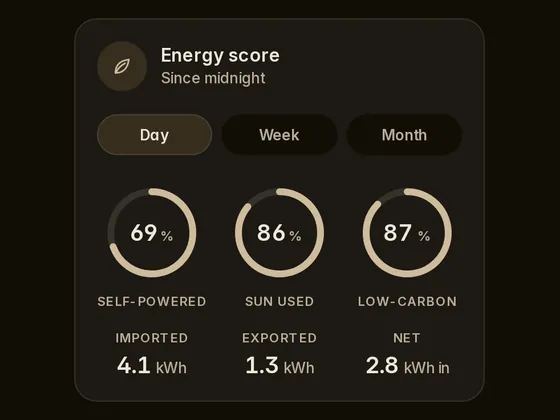 Energy score
Since midnight
Day Week Month
69 % 86 % 87 %
SELF-POWERED SUN USED LOW-CARBON
IMPORTED EXPORTED NET
4.1 kWh 1.3 kWh 2.8 kWh in